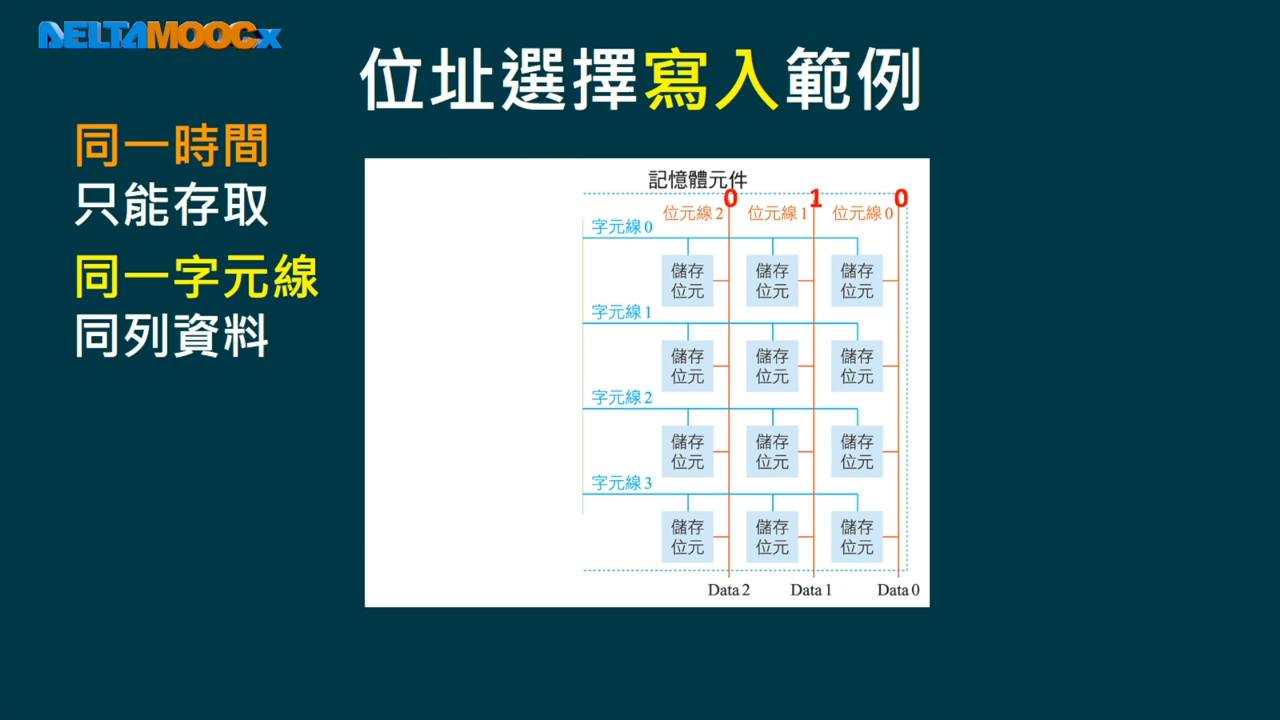 DELTAMOOCx
位址選擇寫入範例
同一時間
只能存取
同一字元線
同列資料
記憶體元件
0 1 0
位元線2 位元線1 位元線0
字元線0
儲存 儲存 儲存
位元 位元 位元
字元線1
儲存 儲存 儲存
位元 位元 位元
字元線2
儲存 儲存 儲存
位元 位元 位元
字元線3
儲存 儲存 儲存
位元 位元 位元
Data 2 Data 1 Data 0